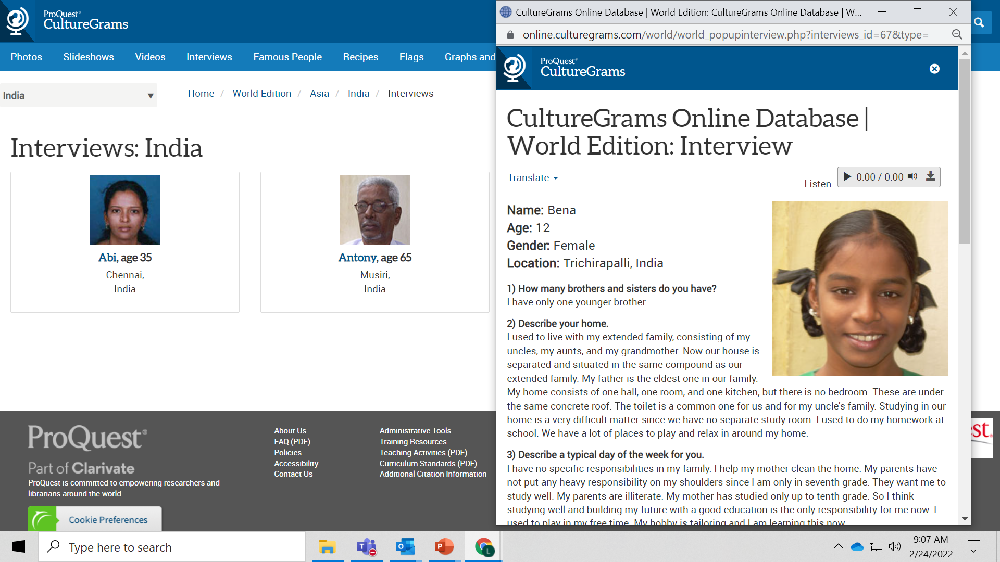 ProQuest®
CultureGrams
Photos Slideshows Videos Interviews Famous People Recipes Flags Graphs and
India
Home / World Edition / Asia / India / Interviews
Interviews: India
Abi, age 35
Chennai,
India
Antony, age 65
Musiri,
India
ProQuest®
Part of Clarivate
ProQuest is committed to empowering researchers and
librarians around the world.
Cookie Preferences
About Us
FAQ (PDF)
Policies
Accessibility
Contact Us
Administrative Tools
Training Resources
Teaching Activities (PDF)
Curriculum Standards (PDF)
Additional Citation Information
CultureGrams Online Database | World Edition: CultureGrams Online Database | W...
online.culturegrams.com/world/world_popupinterview.php?interviews_id=67&type=
ProQuest®
CultureGrams
CultureGrams Online Database |
World Edition: Interview
Translate
Listen: 0:00 / 0:00
Name: Bena
Age: 12
Gender: Female
Location: Trichirapalli, India
1) How many brothers and sisters do you have?
I have only one younger brother.
2) Describe your home.
I used to live with my extended family, consisting of my
uncles, my aunts, and my grandmother. Now our house is
separated and situated in the same compound as our
extended family. My father is the eldest one in our family.
My home consists of one hall, one room, and one kitchen, but there is no bedroom. These are under
the same concrete roof. The toilet is a common one for us and for my uncle's family. Studying in our
home is a very difficult matter since we have no separate study room. I used to do my homework at
school. We have a lot of places to play and relax in around my home.
3) Describe a typical day of the week for you.
I have no specific responsibilities in my family. I help my mother clean the home. My parents have
not put any heavy responsibility on my shoulders since I am only in seventh grade. They want me to
study well. My parents are illiterate. My mother has studied only up to tenth grade. So I think
studying well and building my future with a good education is the only responsibility for me now. I
used to play in my free time. My hobby is tailoring and I am learning this now.
st.
Type here to search
T
O
P
L
9:07 AM
2/24/2022